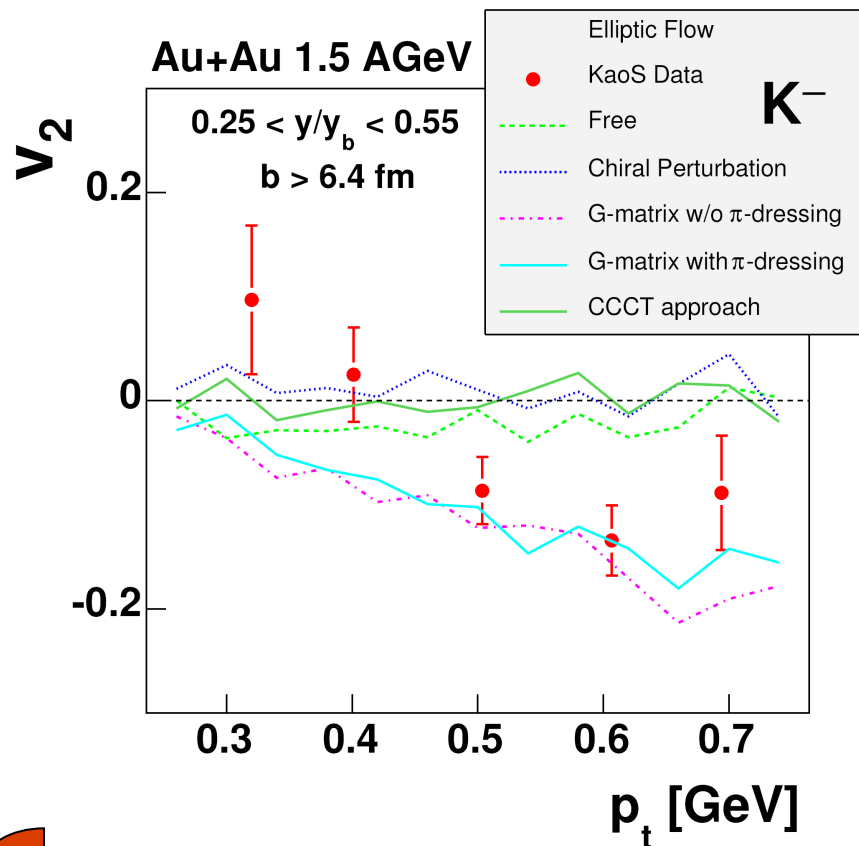 Au+Au 1.5 AGeV
0.25 < y/y_b < 0.55
b > 6.4 fm
Elliptic Flow
KaoS Data
Free
Chiral Perturbation
G-matrix w/o π-dressing
G-matrix with π-dressing
CCCT approach
K⁻
v₂
0.2
0
-0.2
0.3 0.4 0.5 0.6 0.7
p_t [GeV]